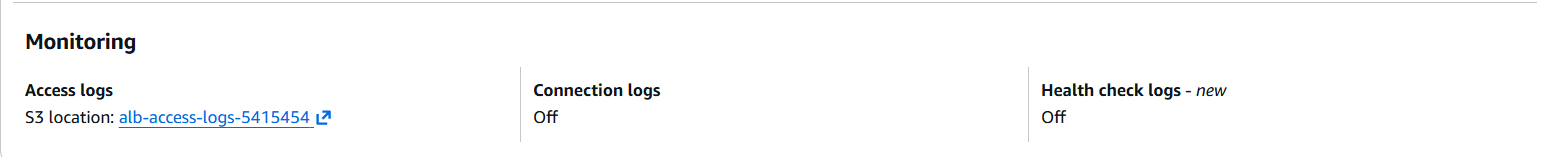 Monitoring
Access logs
S3 location: alb-access-logs-5415454
Connection logs
Off
Health check logs - new
Off